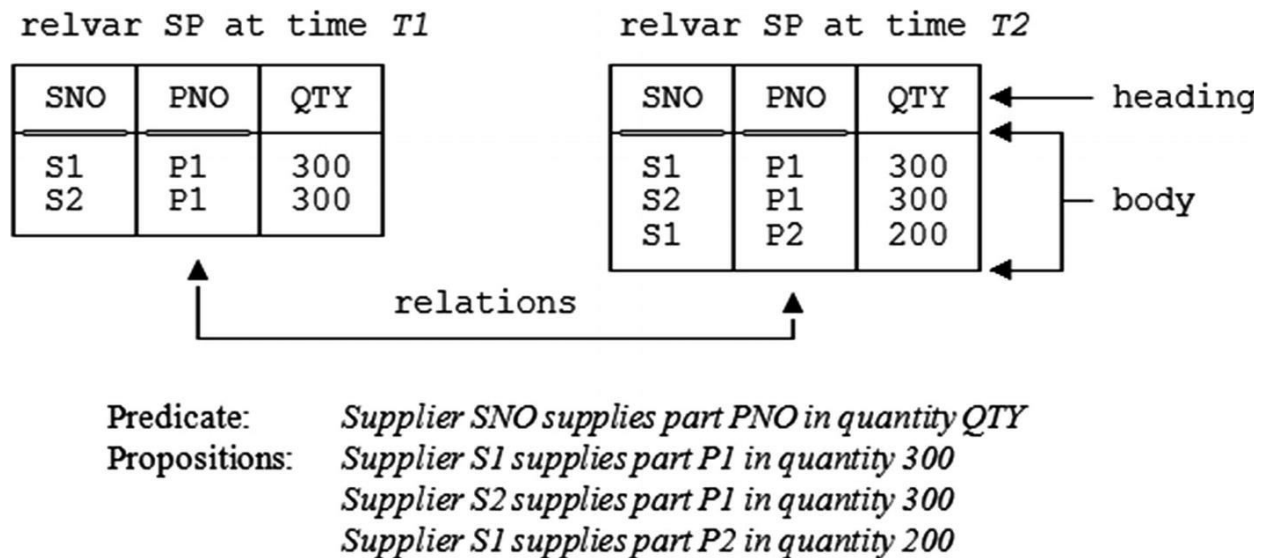 relvar SP at time T1
SNO PNO QTY
S1 P1 300
S2 P1 300
relvar SP at time T2
SNO PNO QTY
S1 P1 300
S2 P1 300
S1 P2 200
heading
body
relations
Predicate: Supplier SNO supplies part PNO in quantity QTY
Propositions: Supplier S1 supplies part P1 in quantity 300
Supplier S2 supplies part P1 in quantity 300
Supplier S1 supplies part P2 in quantity 200